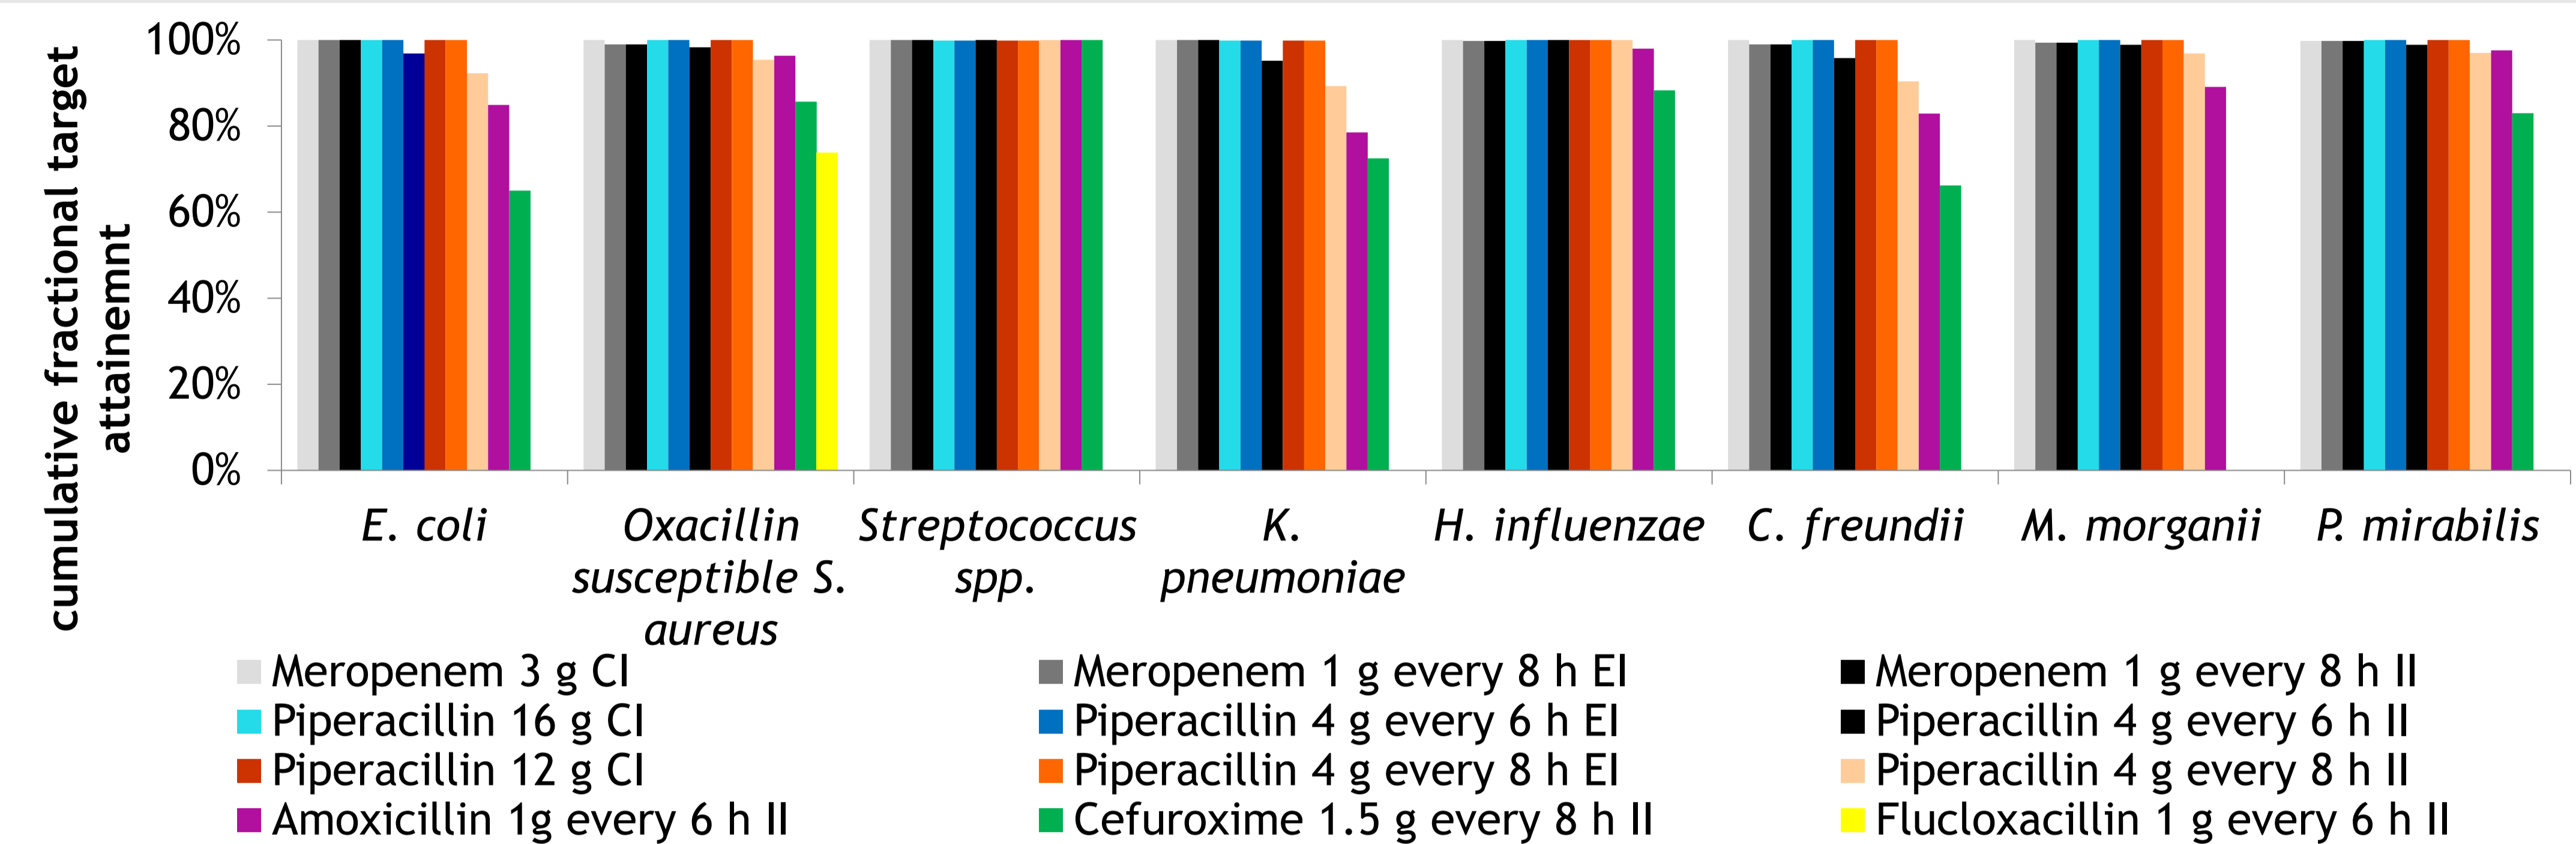 cumulative fractional target
attainemnt
100%
80%
60%
40%
20%
0%
E. coli
Oxacillin
susceptible S.
aureus
Streptococcus
spp.
K.
pneumoniae
H. influenzae
C. freundii
M. morganii
P. mirabilis
Meropenem 3 g CI
Meropenem 1 g every 8 h EI
Meropenem 1 g every 8 h II
Piperacillin 16 g CI
Piperacillin 4 g every 6 h EI
Piperacillin 4 g every 6 h II
Piperacillin 12 g CI
Piperacillin 4 g every 8 h EI
Piperacillin 4 g every 8 h II
Amoxicillin 1g every 6 h II
Cefuroxime 1.5 g every 8 h II
Flucloxacillin 1 g every 6 h II